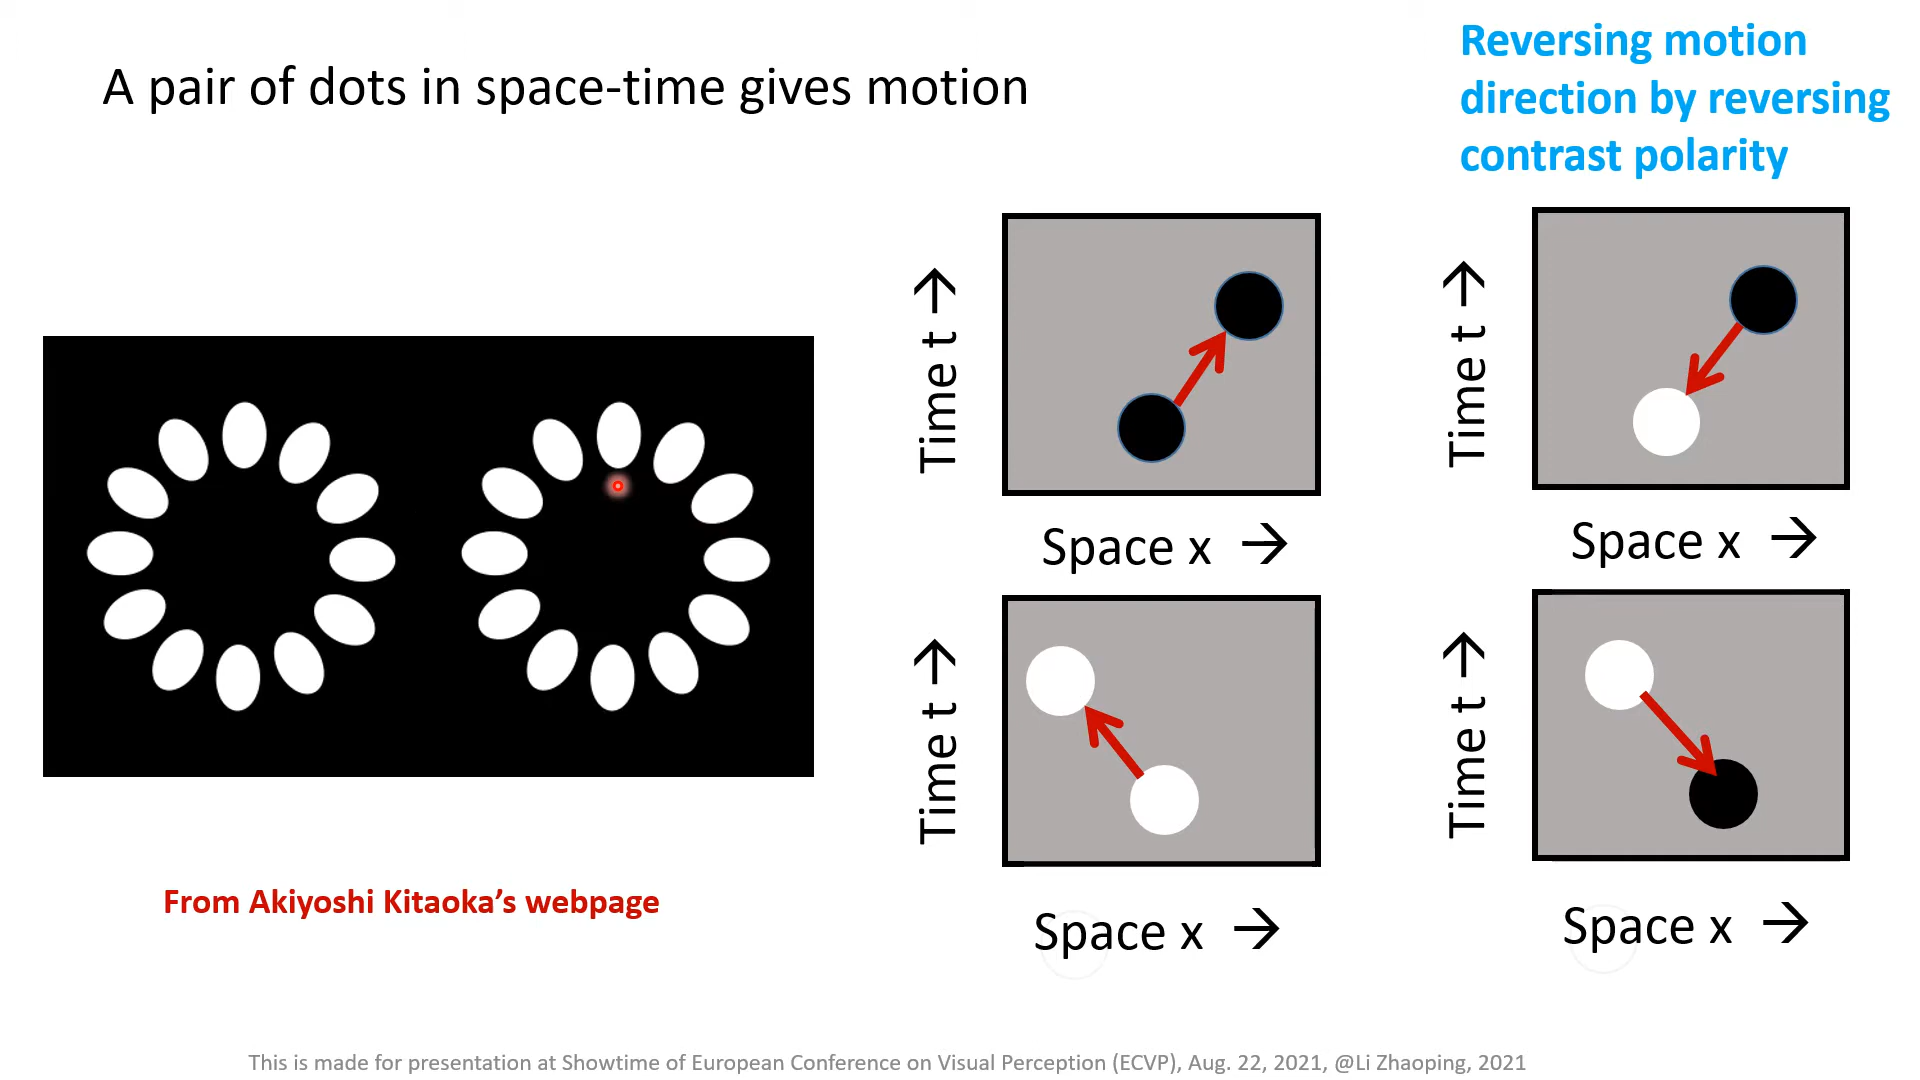 A pair of dots in space-time gives motion
Reversing motion
direction by reversing
contrast polarity
Time t →
Space x →
Time t →
Space x →
Time t →
Space x →
Time t →
Space x →
From Akiyoshi Kitaoka’s webpage
This is made for presentation at Showtime of European Conference on Visual Perception (ECVP), Aug. 22, 2021, @Li Zhaoping, 2021